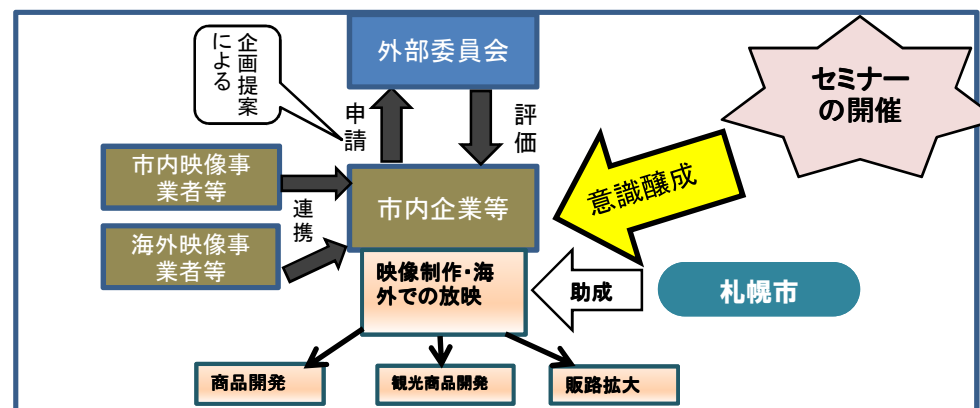 外部委員会
企画提案
による
申請
評価
セミナー
の開催
市内映像事
業者等
連携
海外映像事
業者等
市内企業等
意識醸成
映像制作・海
外での放映
助成
札幌市
商品開発
観光商品開発
販路拡大